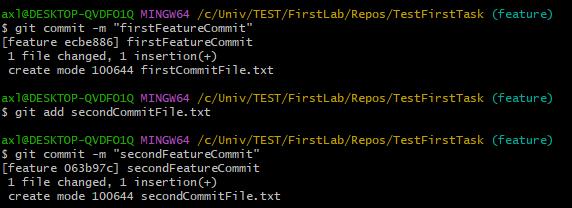 axl@DESKTOP-QVDFO1Q MINGW64 /c/Univ/TEST/FirstLab/Repos/TestFirstTask (feature)
$ git commit -m "firstFeatureCommit"
[feature ecbe886] firstFeatureCommit
 1 file changed, 1 insertion(+)
 create mode 100644 firstCommitFile.txt
axl@DESKTOP-QVDFO1Q MINGW64 /c/Univ/TEST/FirstLab/Repos/TestFirstTask (feature)
$ git add secondCommitFile.txt
axl@DESKTOP-QVDFO1Q MINGW64 /c/Univ/TEST/FirstLab/Repos/TestFirstTask (feature)
$ git commit -m "secondFeatureCommit"
[feature 063b97c] secondFeatureCommit
 1 file changed, 1 insertion(+)
 create mode 100644 secondCommitFile.txt